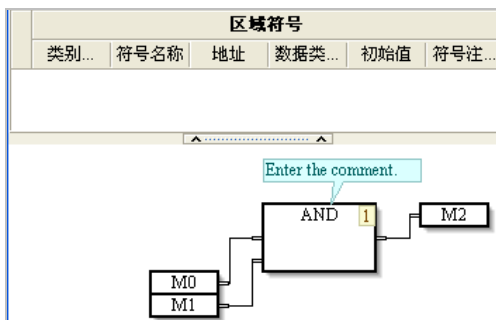 区域符号
类别... 符号名称 地址 数据类... 初始值 符号注...
Enter the comment.
AND 1 M2
M0
M1